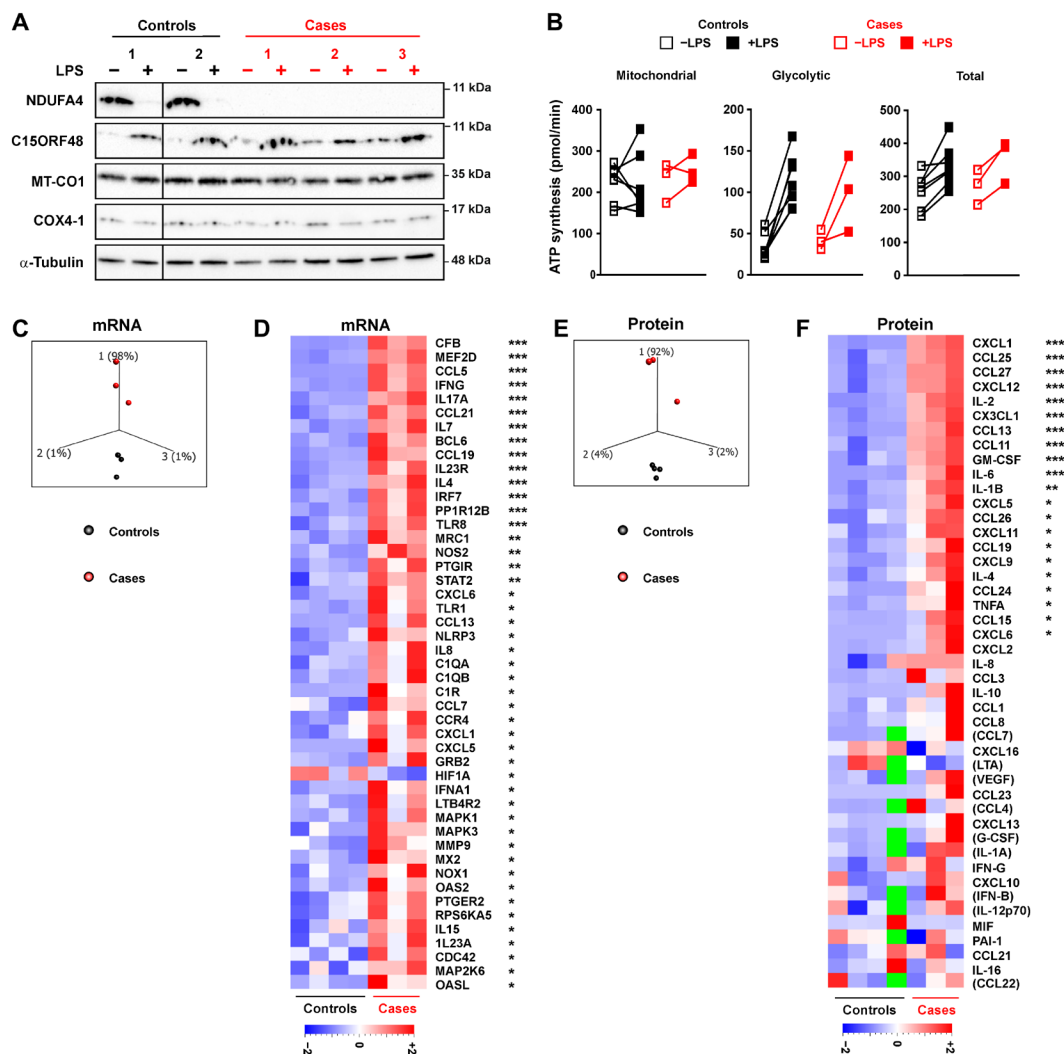 A
Controls
Cases
1 2 1 2 3
LPS − + − + − + − + − +
NDUFA4
11 kDa
C15ORF48
11 kDa
MT-CO1
35 kDa
COX4-1
17 kDa
α-Tubulin
48 kDa
B
Controls
Cases
−LPS +LPS −LPS +LPS
Mitochondrial
Glycolytic
Total
ATP synthesis (pmol/min)
400
300
200
100
0
200
150
100
50
0
500
400
300
200
100
0
C
mRNA
1 (98%)
2 (1%)
3 (1%)
Controls
Cases
D
mRNA
CFB ***
MEF2D ***
CCL5 ***
IFNG ***
IL17A ***
CCL21 ***
IL7 ***
BCL6 ***
CCL19 ***
IL23R ***
IL4 ***
IRF7 ***
PP1R12B ***
TLR8 ***
MRC1 **
NOS2 **
PTGIR **
STAT2 **
CXCL6 *
TLR1 *
CCL13 *
NLRP3 *
IL8 *
C1QA *
C1QB *
C1R *
CCL7 *
CCR4 *
CXCL1 *
CXCL5 *
GRB2 *
HIF1A *
IFNA1 *
LTB4R2 *
MAPK1 *
MAPK3 *
MMP9 *
MX2 *
NOX1 *
OAS2 *
PTGER2 *
RPS6KA5 *
IL15 *
1L23A *
CDC42 *
MAP2K6 *
OASL *
Controls
Cases
−2
0
+2
E
Protein
1 (92%)
2 (4%)
3 (2%)
Controls
Cases
F
Protein
CXCL1 ***
CCL25 ***
CCL27 ***
CXCL12 ***
IL-2 ***
CX3CL1 ***
CCL13 ***
CCL11 ***
GM-CSF ***
IL-6 ***
IL-1B **
CXCL5 *
CCL26 *
CXCL11 *
CCL19 *
CXCL9 *
IL-4 *
CCL24 *
TNFA *
CCL15 *
CXCL6 *
CXCL2
IL-8
CCL3
IL-10
CCL1
CCL8
(CCL7)
CXCL16
(LTA)
(VEGF)
CCL23
(CCL4)
CXCL13
(G-CSF)
(IL-1A)
IFN-G
CXCL10
(IFN-B)
(IL-12p70)
MIF
PAI-1
CCL21
IL-16
(CCL22)
Controls
Cases
−2
0
+2